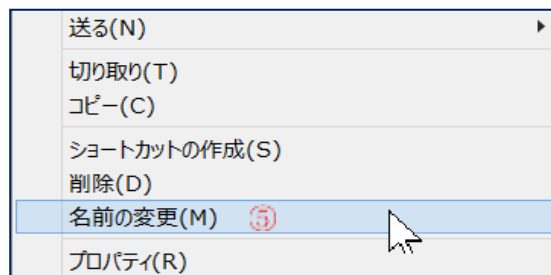 送る(N)
切り取り(T)
コピー(C)
ショートカットの作成(S)
削除(D)
名前の変更(M) ⑤
プロパティ(R)